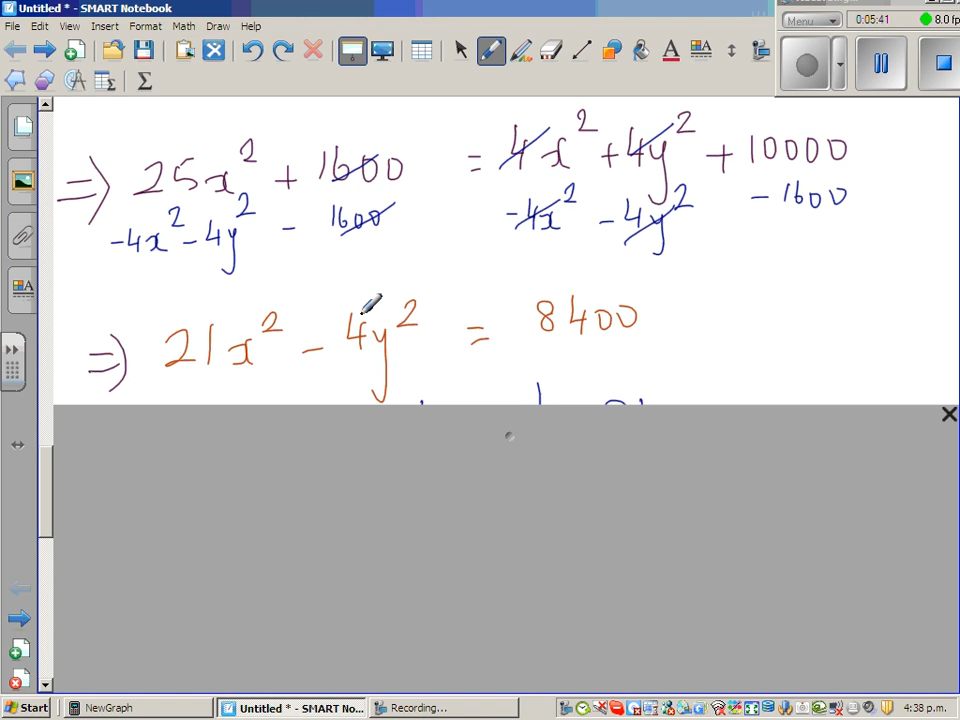 Untitled * - SMART Notebook
File Edit View Insert Format Math Draw Help
Menu 0:05:41 8.0 fp
⇒ 25x² + 1600 = 4x² + 4y² + 10000
-4x² - 4y² - 1600 -4x² - 4y² - 1600
⇒ 21x² - 4y² = 8400
Start NewGraph Untitled * - SMART No... Recording... 4:38 p.m.